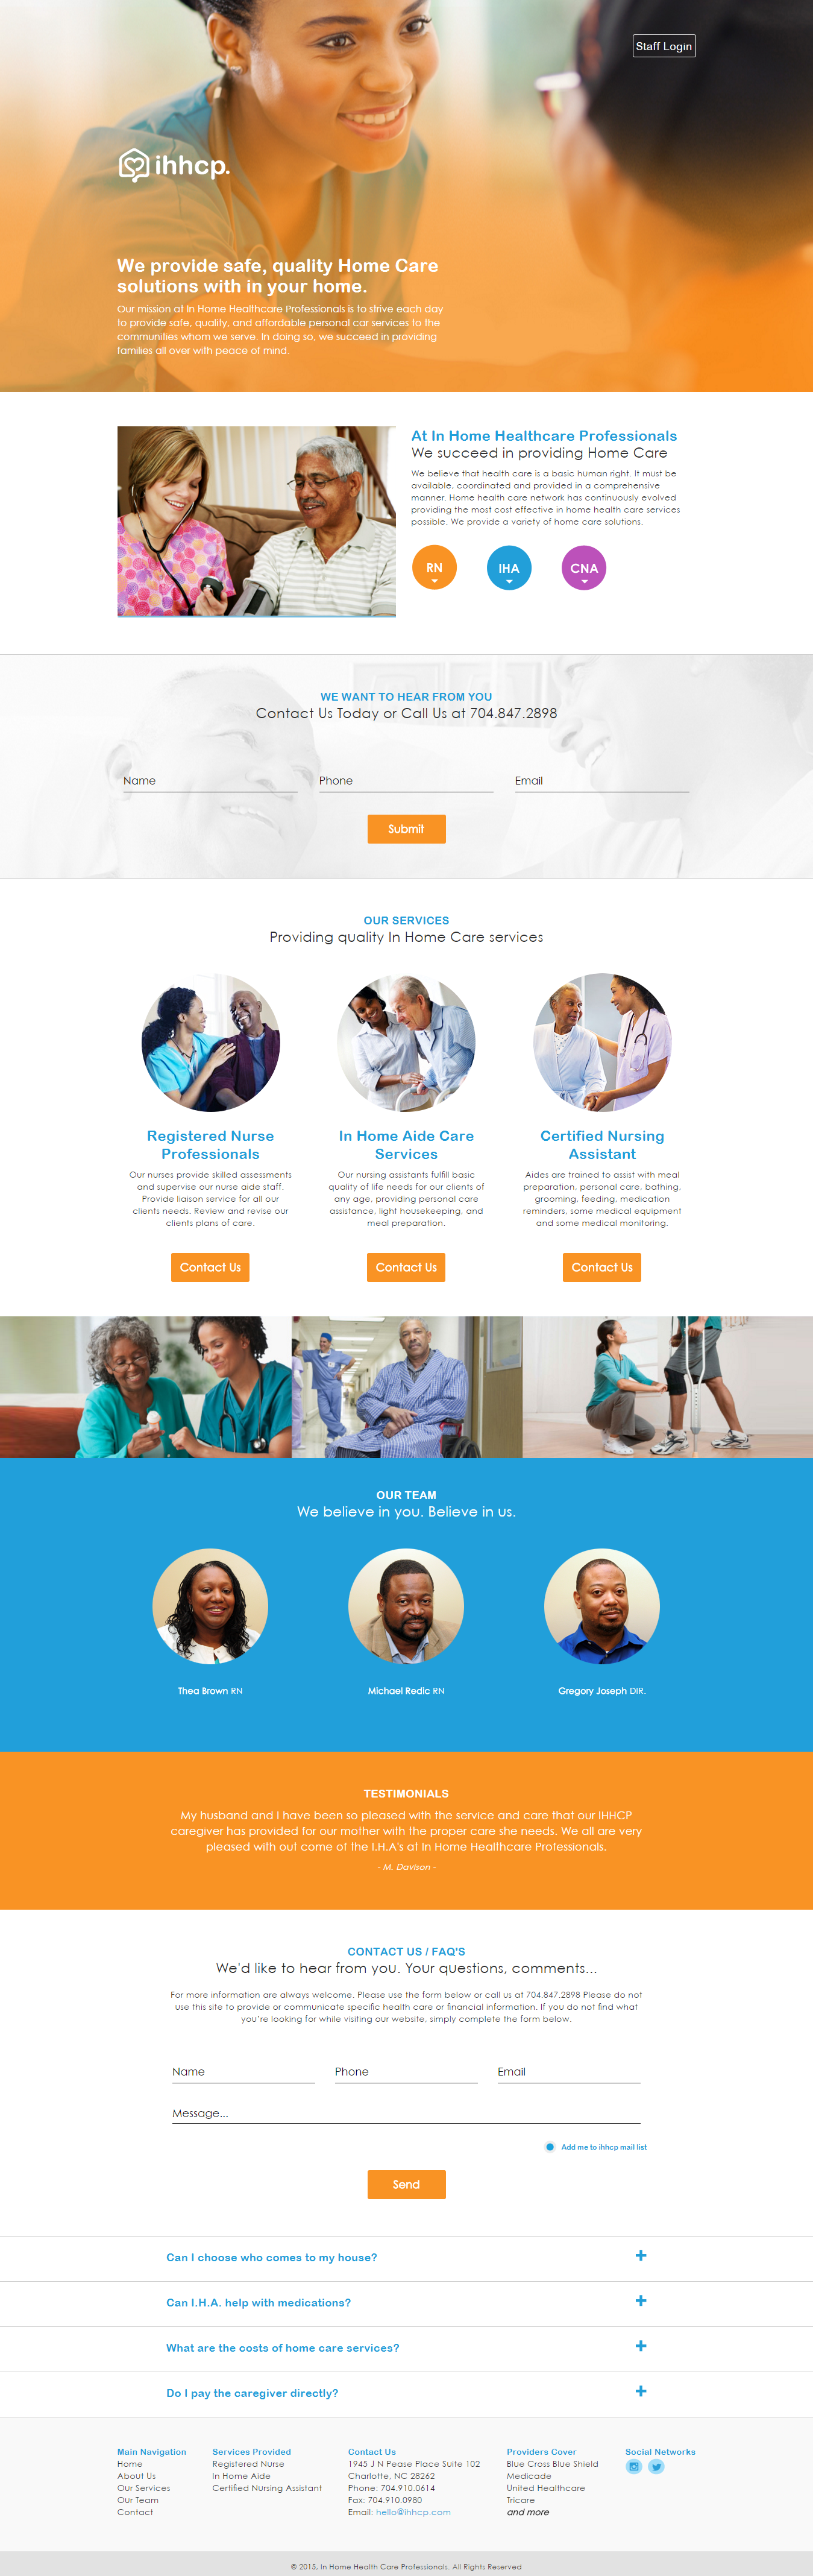 Staff Login
ihhcp.
We provide safe, quality Home Care
solutions with in your home.
Our mission at In Home Healthcare Professionals is to strive each day
to provide safe, quality, and affordable personal car services to the
communities whom we serve. In doing so, we succeed in providing
families all over with peace of mind.
At In Home Healthcare Professionals
We succeed in providing Home Care
We believe that health care is a basic human right. It must be
available, coordinated and provided in a comprehensive
manner. Home health care network has continuously evolved
providing the most cost effective in home health care services
possible. We provide a variety of home care solutions.
RN IHA CNA
WE WANT TO HEAR FROM YOU
Contact Us Today or Call Us at 704.847.2898
Name Phone Email
Submit
OUR SERVICES
Providing quality In Home Care services
Registered Nurse
Professionals
Our nurses provide skilled assessments
and supervise our nurse aide staff.
Provide liaison service for all our
clients needs. Review and revise our
clients plans of care.
Contact Us
In Home Aide Care
Services
Our nursing assistants fulfill basic
quality of life needs for our clients of
any age, providing personal care
assistance, light housekeeping, and
meal preparation.
Contact Us
Certified Nursing
Assistant
Aides are trained to assist with meal
preparation, personal care, bathing,
grooming, feeding, medication
reminders, some medical equipment
and some medical monitoring.
Contact Us
OUR TEAM
We believe in you. Believe in us.
Thea Brown RN
Michael Redic RN
Gregory Joseph DIR.
TESTIMONIALS
My husband and I have been so pleased with the service and care that our IHHCP
caregiver has provided for our mother with the proper care she needs. We all are very
pleased with out come of the I.H.A's at In Home Healthcare Professionals.
- M. Davison -
CONTACT US / FAQ'S
We'd like to hear from you. Your questions, comments...
For more information are always welcome. Please use the form below or call us at 704.847.2898 Please do not
use this site to provide or communicate specific health care or financial information. If you do not find what
you're looking for while visiting our website, simply complete the form below.
Name Phone Email
Message...
Add me to ihhcp mail list
Send
Can I choose who comes to my house? +
Can I.H.A. help with medications? +
What are the costs of home care services? +
Do I pay the caregiver directly? +
Main Navigation
Home
About Us
Our Services
Our Team
Contact
Services Provided
Registered Nurse
In Home Aide
Certified Nursing Assistant
Contact Us
1945 J N Pease Place Suite 102
Charlotte, NC 28262
Phone: 704.910.0614
Fax: 704.910.0980
Email: hello@ihhcp.com
Providers Cover
Blue Cross Blue Shield
Medicade
United Healthcare
Tricare
and more
Social Networks
© 2015, In Home Health Care Professionals. All Rights Reserved